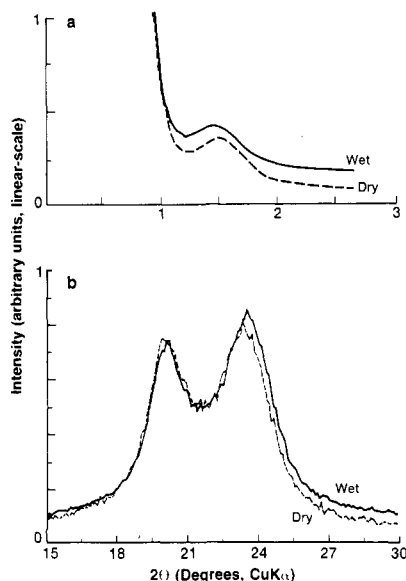 a
1
Wet
Dry
0
1
2
3
Intensity (arbitrary units, linear-scale)
b
1
Wet
Dry
0
15
18
21
24
27
30
2Θ (Degrees, CuKα)